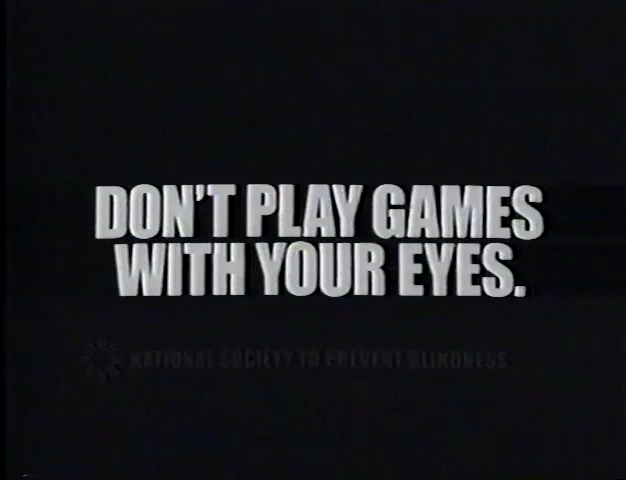 DON'T PLAY GAMES
WITH YOUR EYES.
NATIONAL SOCIETY TO PREVENT BLINDNESS